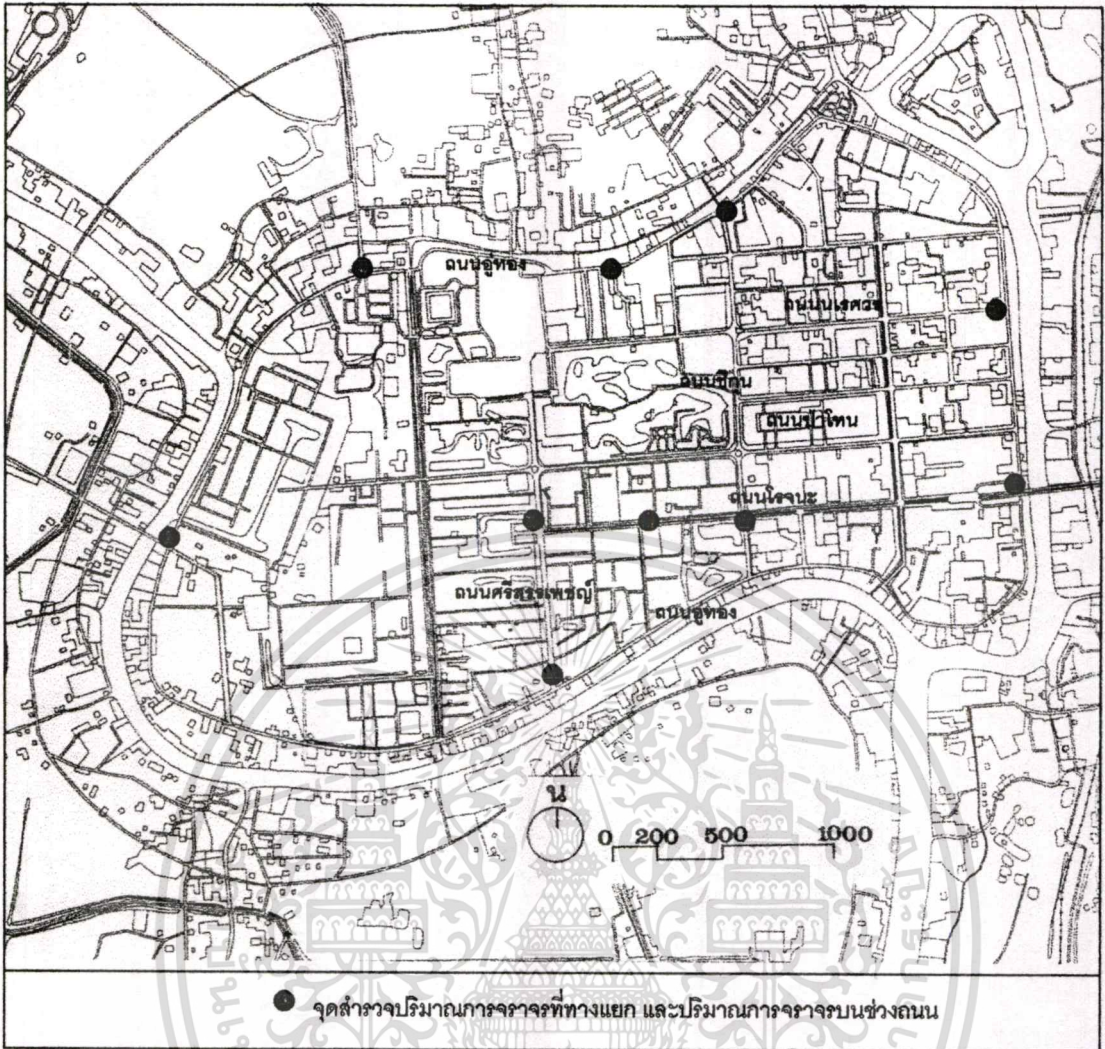 ถนนอู่ทอง
ถนนนเรศวร
ถนนชีกุน
ถนนป่าโทน
ถนนโรจนะ
ถนนศรีสรรเพชญ์
ถนนอู่ทอง
น
0 200 500 1000
จุดสำรวจปริมาณการจราจรที่ทางแยก และปริมาณการจราจรบนช่วงถนน